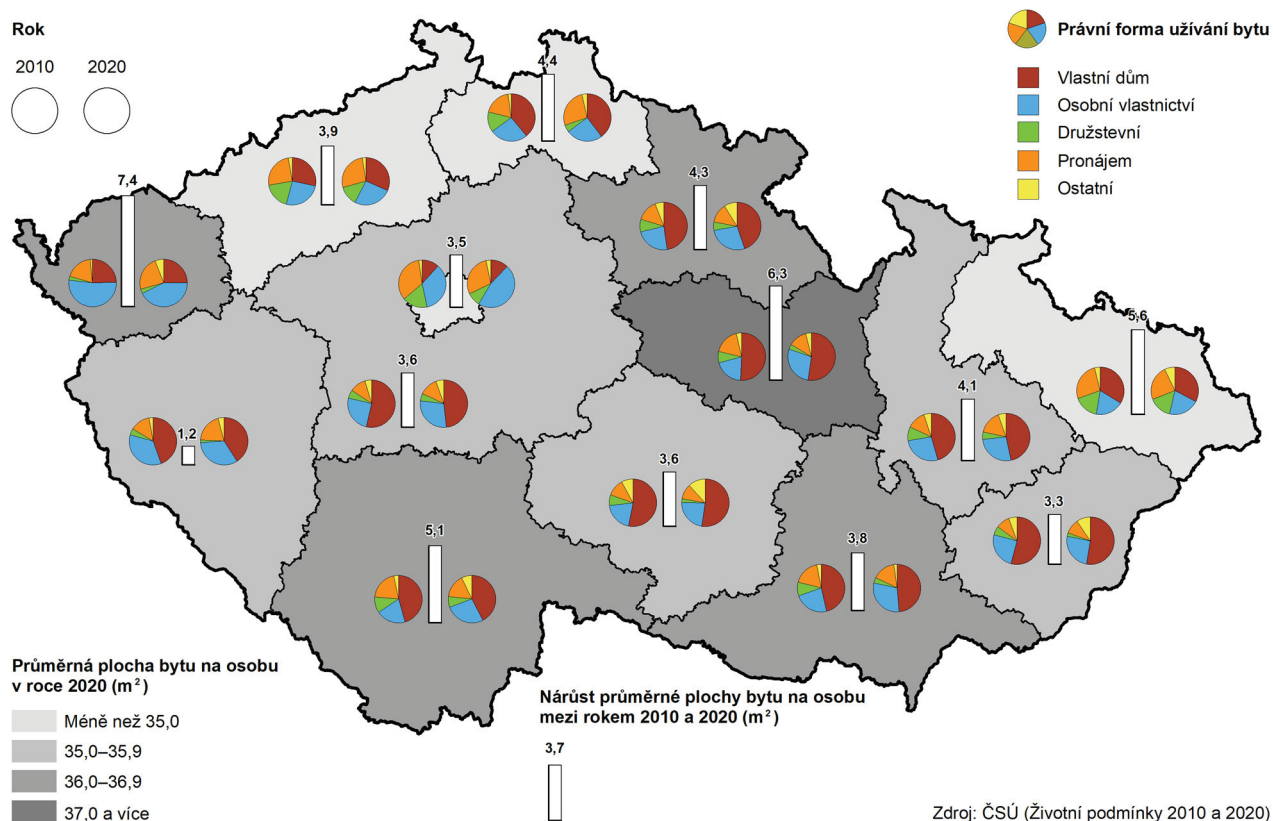 Rok
2010
2020
Právní forma užívání bytu
Vlastní dům
Osobní vlastnictví
Družstevní
Pronájem
Ostatní
4,4
3,9
7,4
4,3
3,5
6,3
5,6
3,6
4,1
1,2
3,6
3,3
5,1
3,8
Průměrná plocha bytu na osobu
v roce 2020 (m²)
Méně než 35,0
35,0–35,9
36,0–36,9
37,0 a více
Nárůst průměrné plochy bytu na osobu
mezi rokem 2010 a 2020 (m²)
3,7
Zdroj: ČSÚ (Životní podmínky 2010 a 2020)